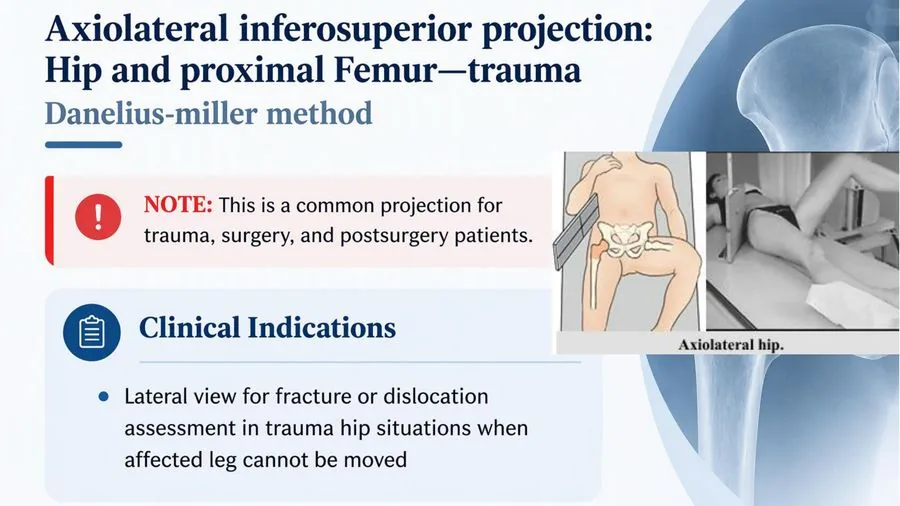 Axiolateral inferosuperior projection:
Hip and proximal Femur—trauma
Danelius-miller method
NOTE: This is a common projection for
trauma, surgery, and postsurgery patients.
Axiolateral hip.
Clinical Indications
Lateral view for fracture or dislocation
assessment in trauma hip situations when
affected leg cannot be moved